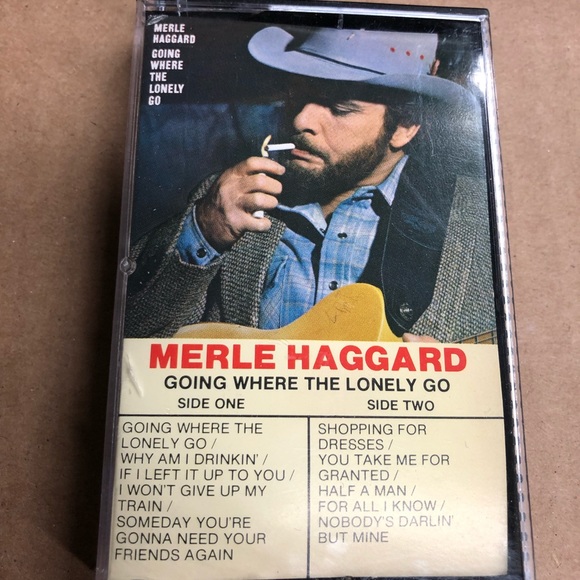 MERLE
HAGGARD
GOING
WHERE
THE
LONELY
GO
MERLE HAGGARD
GOING WHERE THE LONELY GO
SIDE ONE
GOING WHERE THE
LONELY GO /
WHY AM I DRINKIN' /
IF I LEFT IT UP TO YOU /
I WON'T GIVE UP MY
TRAIN /
SOMEDAY YOU'RE
GONNA NEED YOUR
FRIENDS AGAIN
SIDE TWO
SHOPPING FOR
DRESSES /
YOU TAKE ME FOR
GRANTED /
HALF A MAN /
FOR ALL I KNOW /
NOBODY'S DARLIN'
BUT MINE